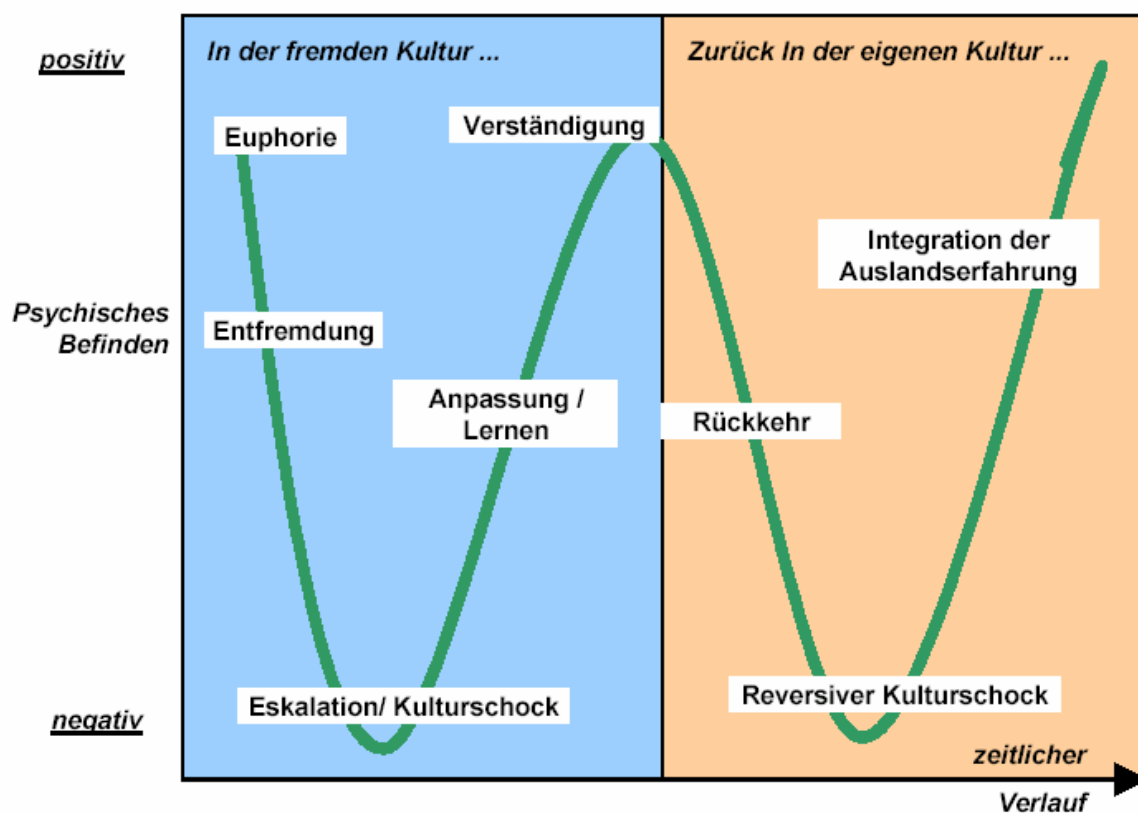 positiv
In der fremden Kultur ...
Zurück In der eigenen Kultur ...
Euphorie
Verständigung
Integration der
Auslandserfahrung
Psychisches
Befinden
Entfremdung
Anpassung /
Lernen
Rückkehr
Eskalation/ Kulturschock
Reversiver Kulturschock
negativ
zeitlicher
Verlauf